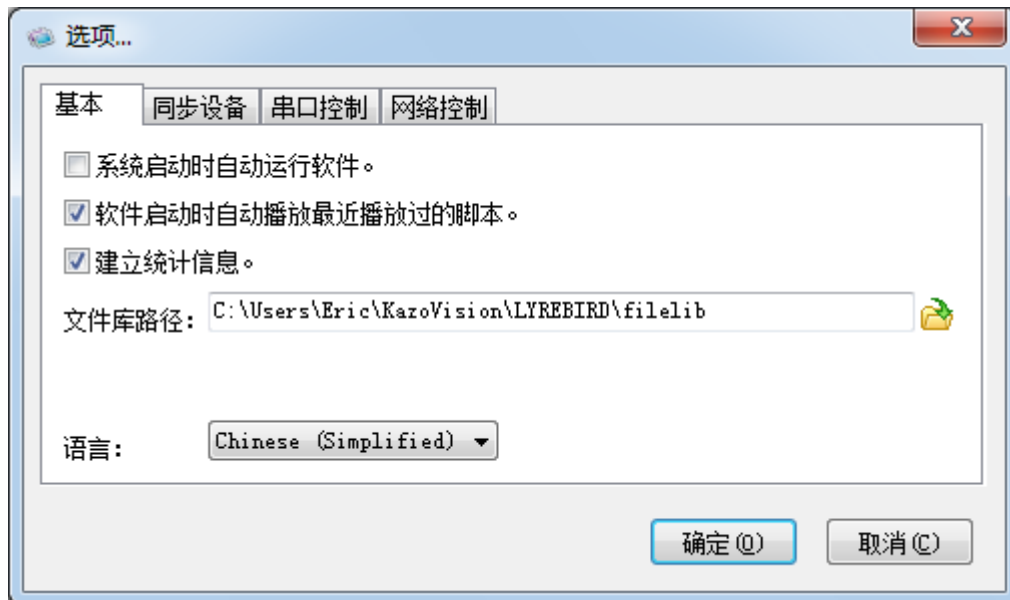 选项...
基本 同步设备 串口控制 网络控制
系统启动时自动运行软件。
软件启动时自动播放最近播放过的脚本。
建立统计信息。
文件库路径： C:\Users\Eric\KazoVision\LYREBIRD\filelib
语言： Chinese (Simplified)
确定(O) 取消(C)